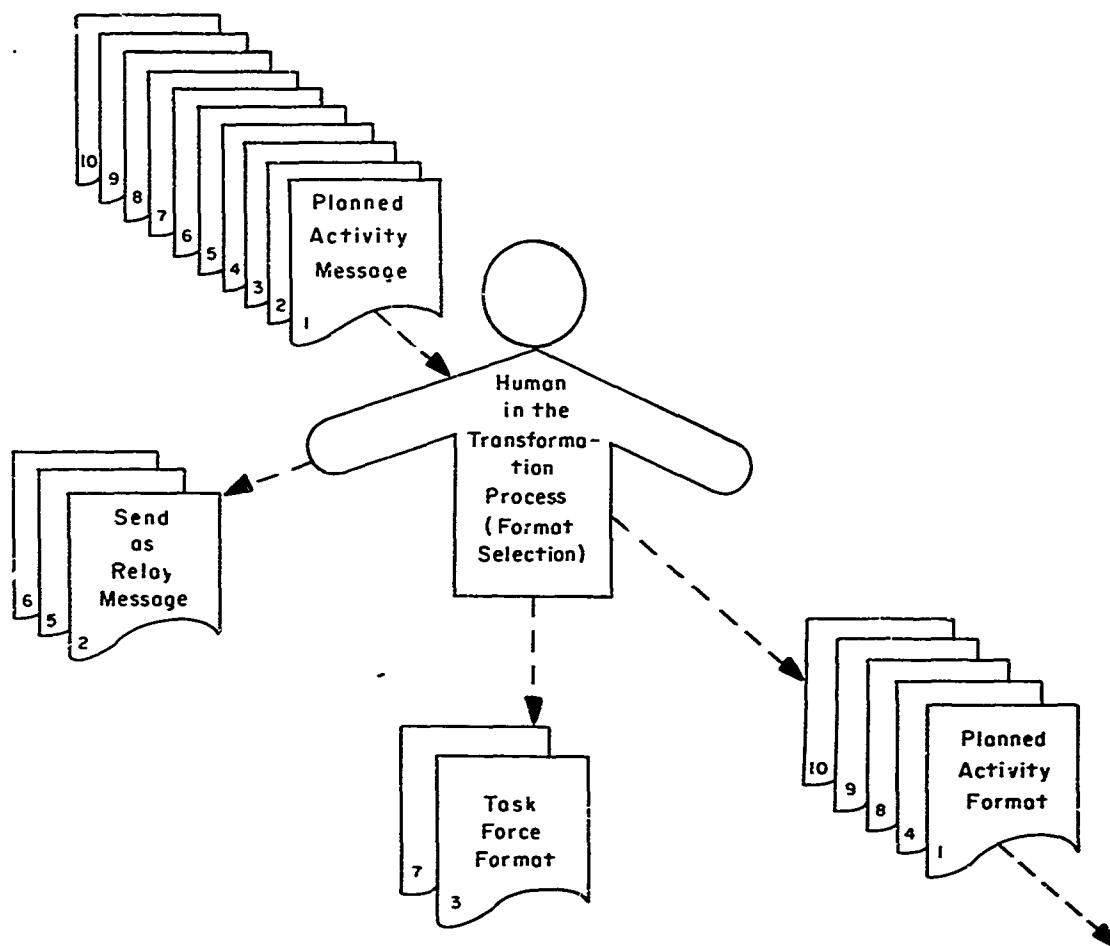 10
9
8
7
6
5
4
3
2
1
Planned
Activity
Message
Human
in the
Transforma-
tion
Process
(Format
Selection)
6
5
2
Send
as
Relay
Message
7
3
Task
Force
Format
10
9
8
4
1
Planned
Activity
Format